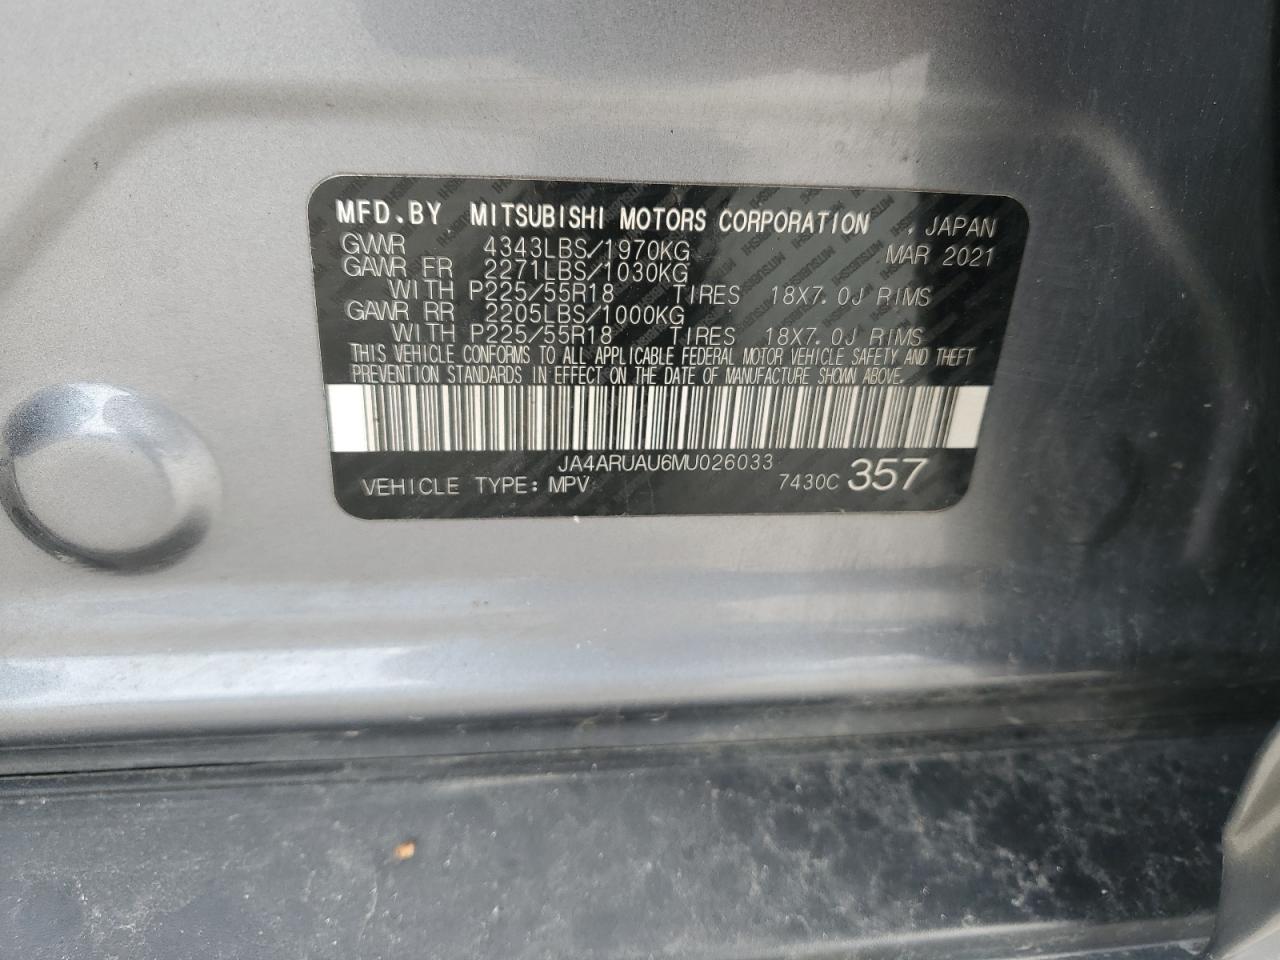 MFD.BY MITSUBISHI MOTORS CORPORATION , JAPAN
GVWR 4343LBS/1970KG MAR 2021
GAWR FR 2271LBS/1030KG
WITH P225/55R18 TIRES 18X7.0J RIMS
GAWR RR 2205LBS/1000KG
WITH P225/55R18 TIRES 18X7.0J RIMS
THIS VEHICLE CONFORMS TO ALL APPLICABLE FEDERAL MOTOR VEHICLE SAFETY AND THEFT
PREVENTION STANDARDS IN EFFECT ON THE DATE OF MANUFACTURE SHOWN ABOVE.
JA4ARUAU6MU026033
VEHICLE TYPE: MPV 7430C 357